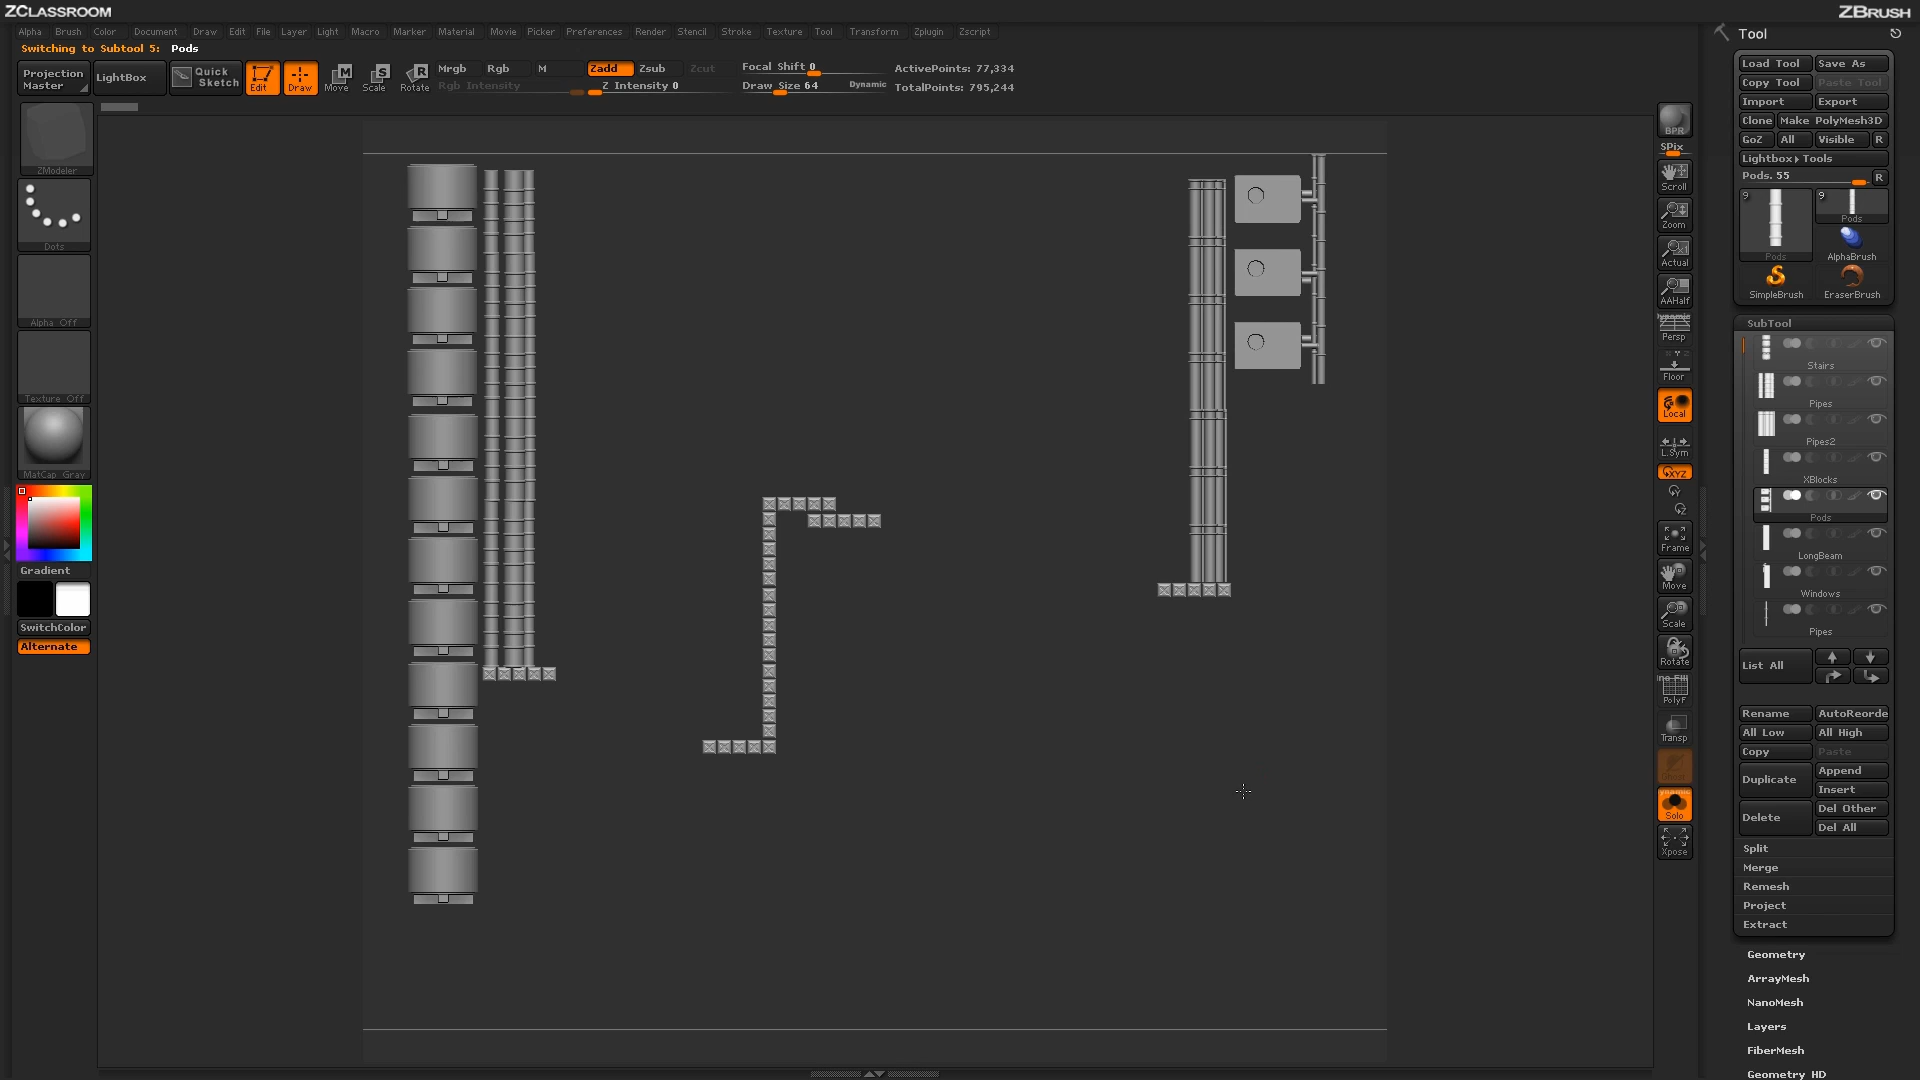 ZCLASSROOM
ZBRUSH
Alpha Brush Color Document Draw Edit File Layer Light Macro Marker Material Movie Picker Preferences Render Stencil Stroke Texture Tool Transform Zplugin Zscript
Switching to Subtool 5: Pods
Projection Master
LightBox
Quick Sketch
Edit
Draw
Move
Scale
Rotate
Mrgb Rgb M Zadd Zsub Zcut
Rgb Intensity Z Intensity 0
Focal Shift 0
Draw Size 64 Dynamic
ActivePoints: 77,334
TotalPoints: 795,244
ZModeler
Dots
Alpha Off
Texture Off
MatCap Gray
Gradient
SwitchColor
Alternate
BPR
SPix
Scroll
Zoom
Actual
AAHalf
Persp
Floor
Local
L.Sym
XYZ
Frame
Move
Scale
Rotate
PolyF
Transp
Solo
Xpose
Tool
Load Tool Save As
Copy Tool Paste Tool
Import Export
Clone Make PolyMesh3D
GoZ All Visible R
Lightbox▸Tools
Pods. 55 R
9 9
Pods
Pods AlphaBrush
SimpleBrush EraserBrush
SubTool
Stairs
Pipes
Pipes2
XBlocks
Pods
LongBeam
Windows
Pipes
List All
Rename AutoReorde
All Low All High
Copy Paste
Duplicate Append
Insert
Delete Del Other
Del All
Split
Merge
Remesh
Project
Extract
Geometry
ArrayMesh
NanoMesh
Layers
FiberMesh
Geometry HD